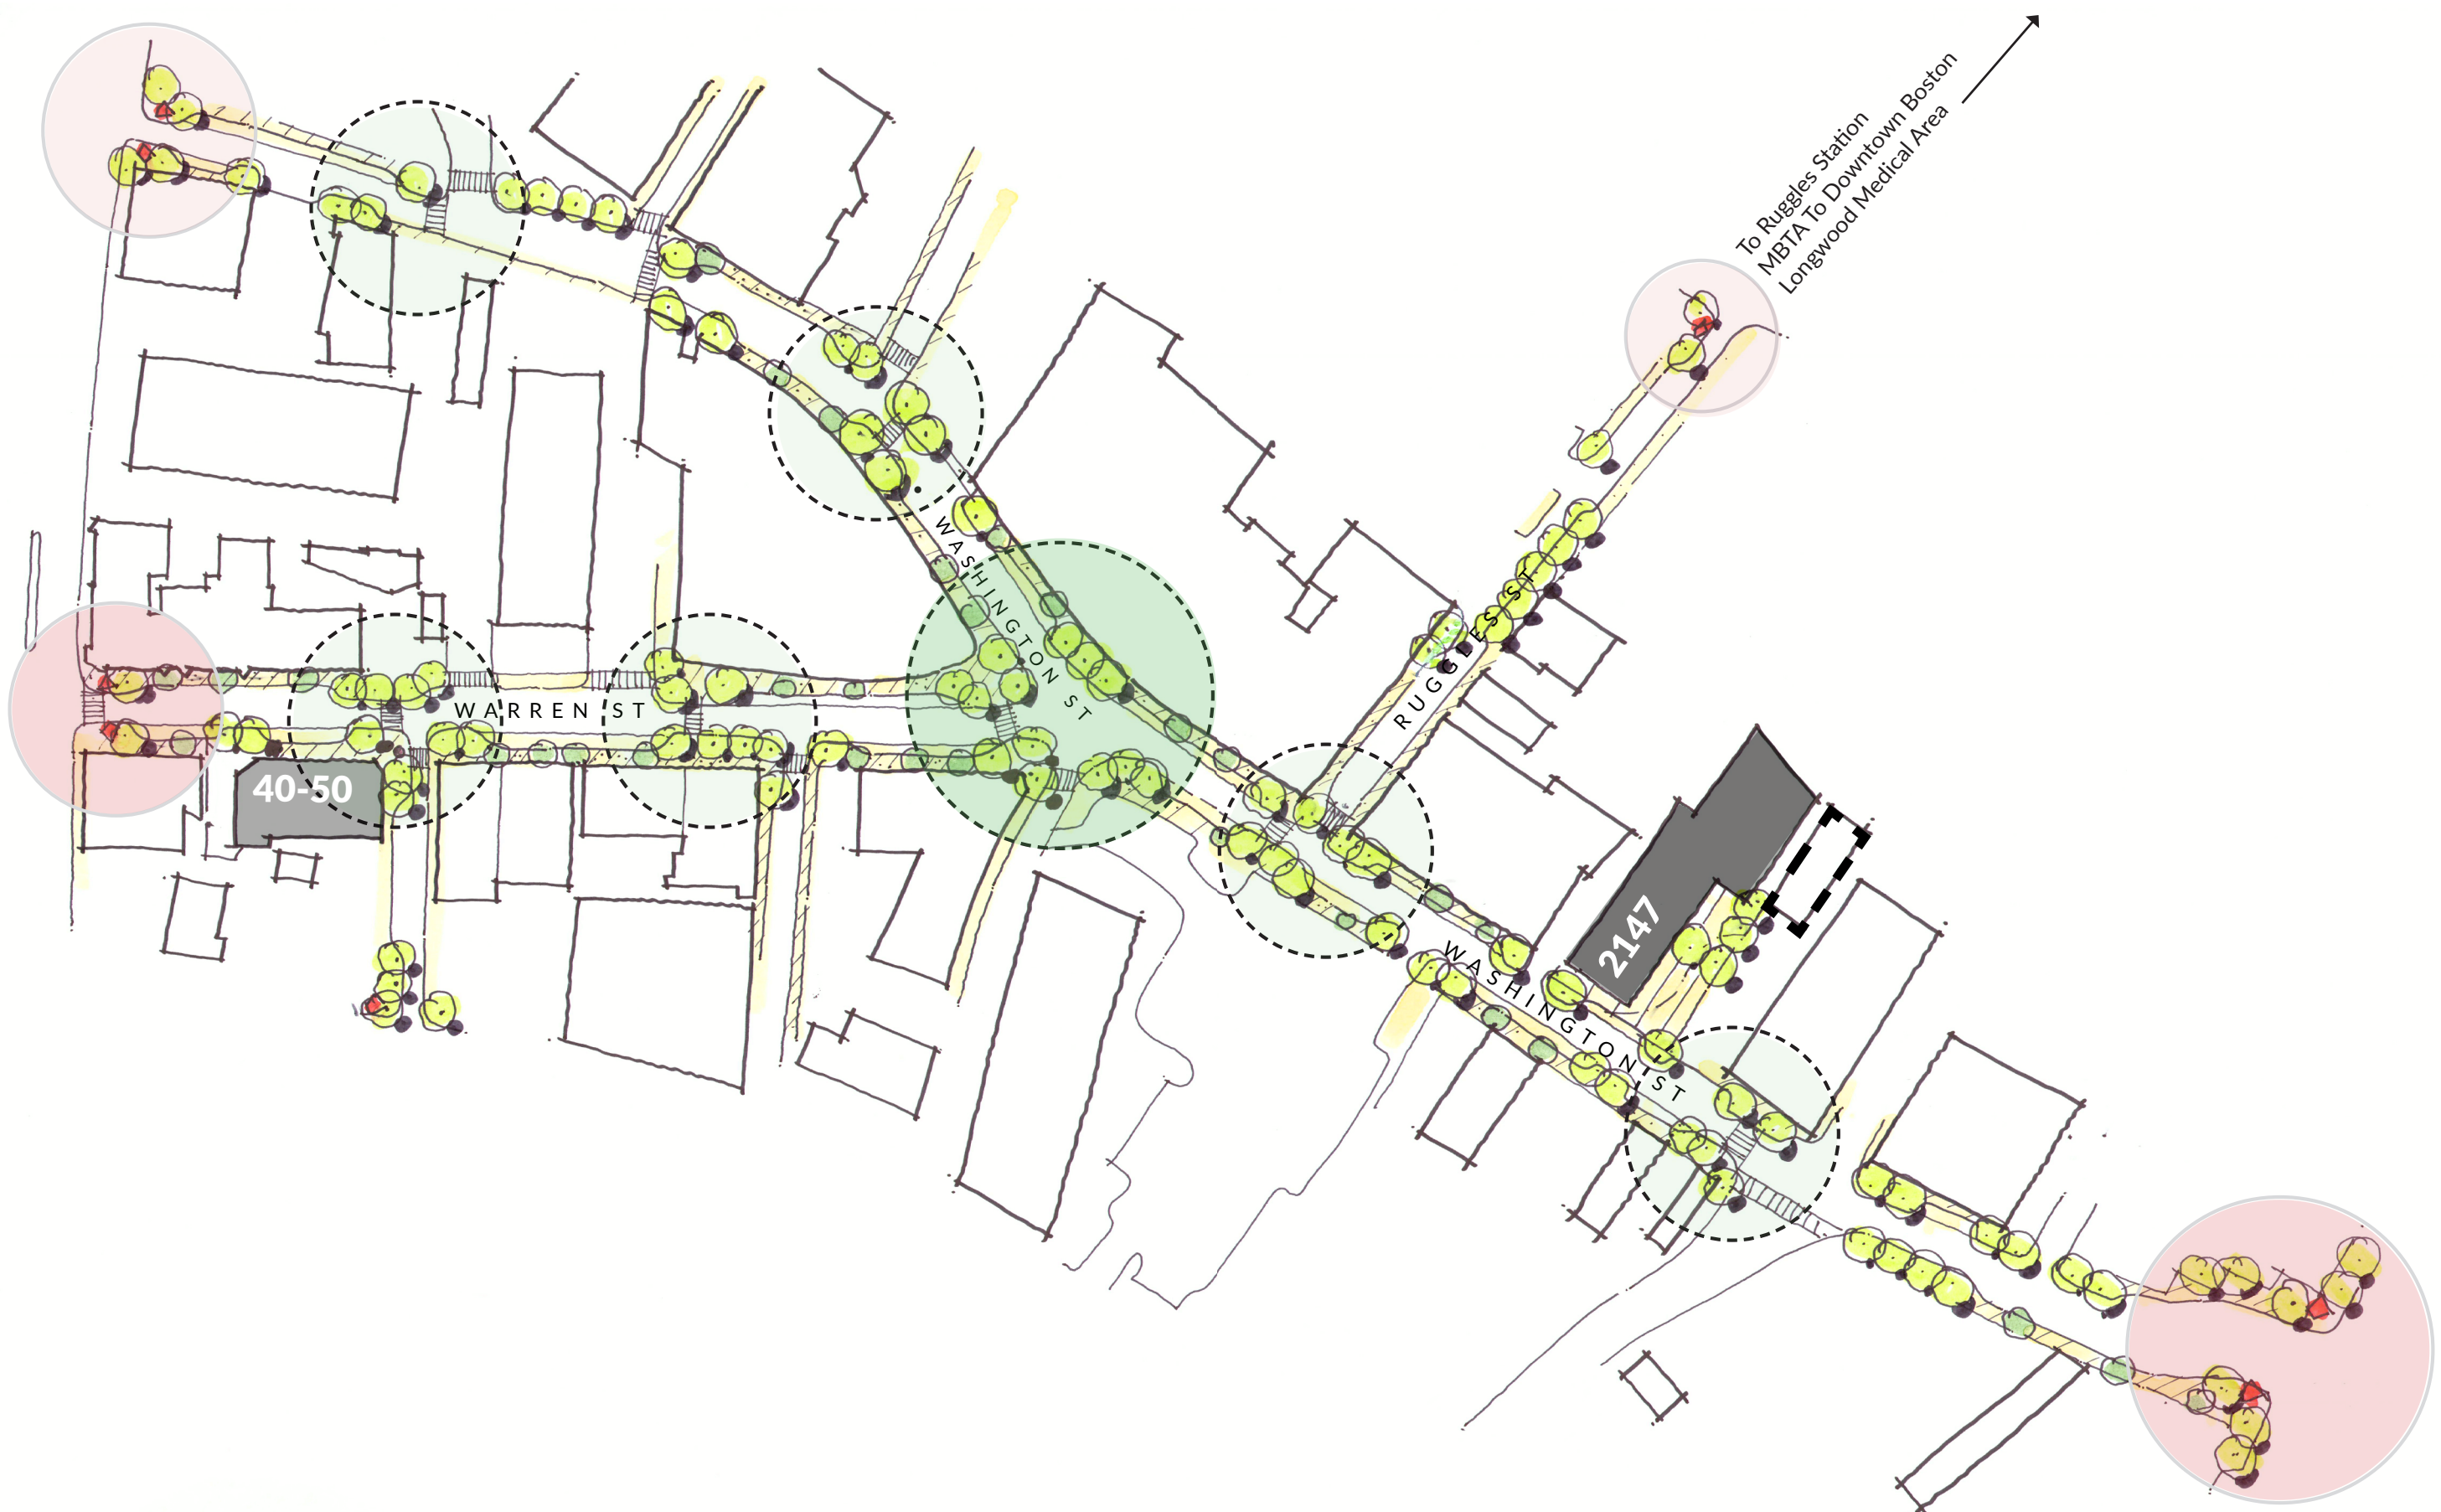 To Ruggles Station
MBTA To Downtown Boston
Longwood Medical Area
WASHINGTON ST
RUGGLES ST
WARREN ST
40-50
2147
WASHINGTON ST